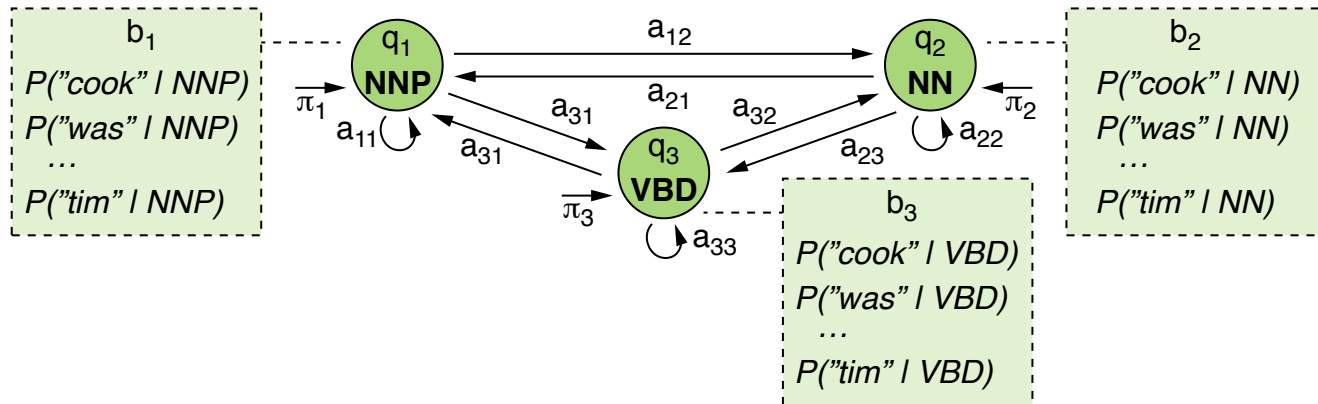 b₁
P("cook" | NNP)
P("was" | NNP)
…
P("tim" | NNP)
q₁
NNP
π₁
a₁₁
a₁₂
a₂₁
a₃₁
a₃₁
a₃₂
a₂₃
q₃
VBD
π₃
a₃₃
q₂
NN
π₂
a₂₂
b₂
P("cook" | NN)
P("was" | NN)
…
P("tim" | NN)
b₃
P("cook" | VBD)
P("was" | VBD)
…
P("tim" | VBD)